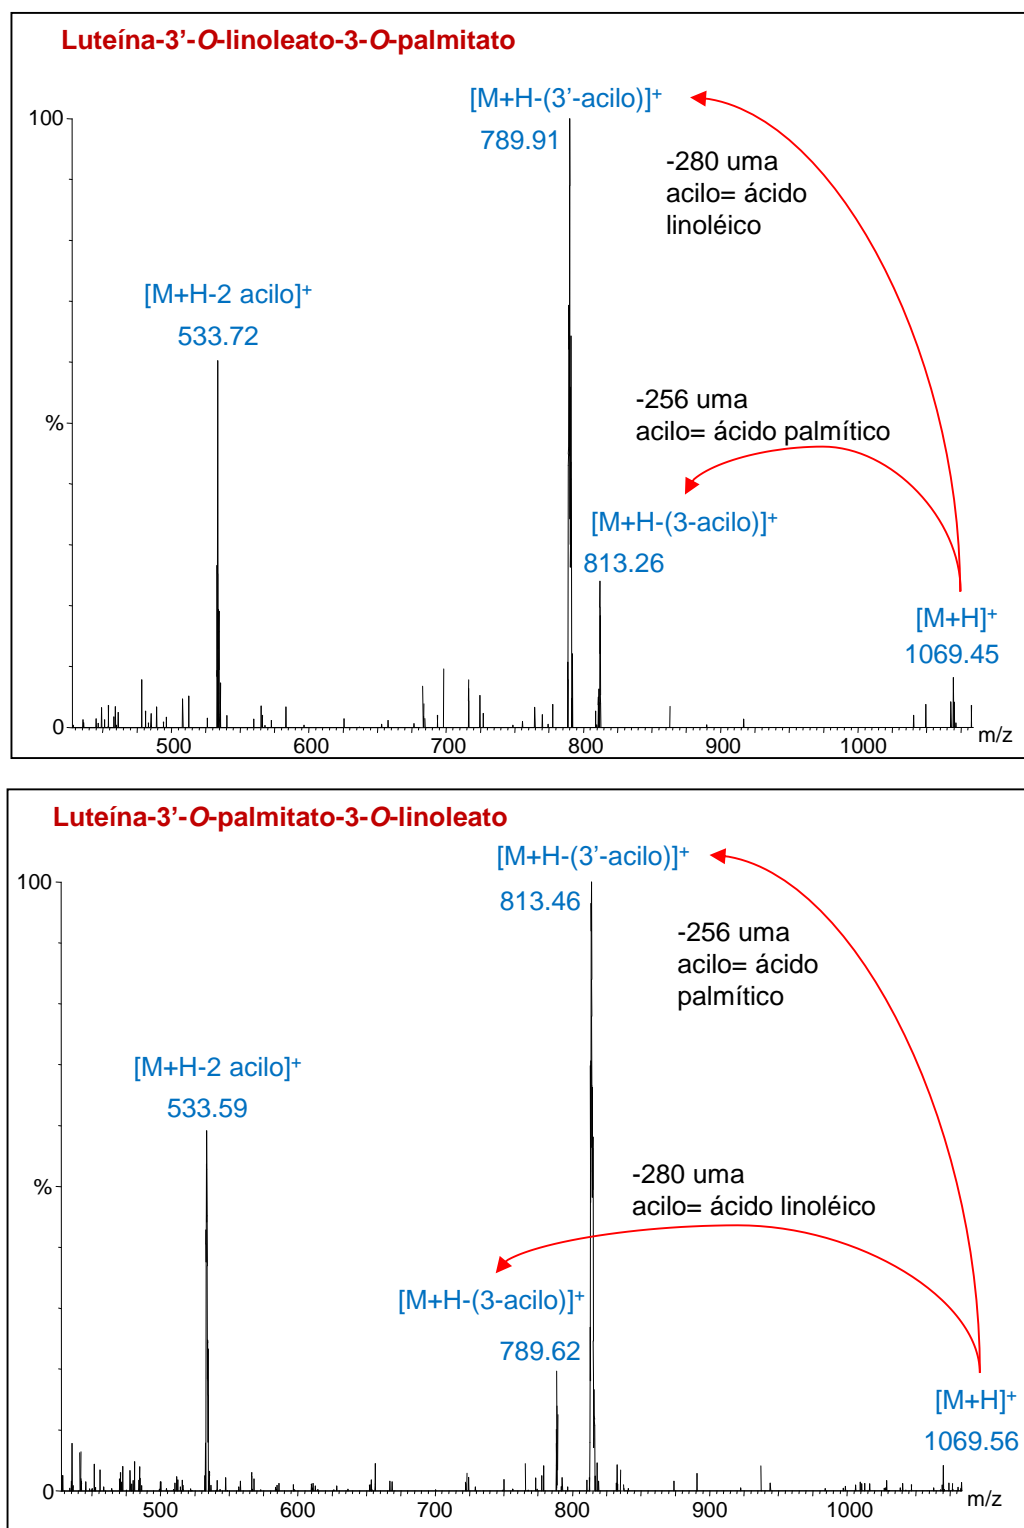 Luteína-3'-O-linoleato-3-O-palmitato
[M+H-(3'-acilo)]+
100
789.91
-280 uma
acilo= ácido
linoléico
[M+H-2 acilo]+
533.72
-256 uma
acilo= ácido palmítico
%
[M+H-(3-acilo)]+
813.26
[M+H]+
1069.45
0
500 600 700 800 900 1000 m/z
Luteína-3'-O-palmitato-3-O-linoleato
[M+H-(3'-acilo)]+
100
813.46
-256 uma
acilo= ácido
palmítico
[M+H-2 acilo]+
533.59
-280 uma
acilo= ácido linoléico
%
[M+H-(3-acilo)]+
789.62
[M+H]+
1069.56
0
500 600 700 800 900 1000 m/z